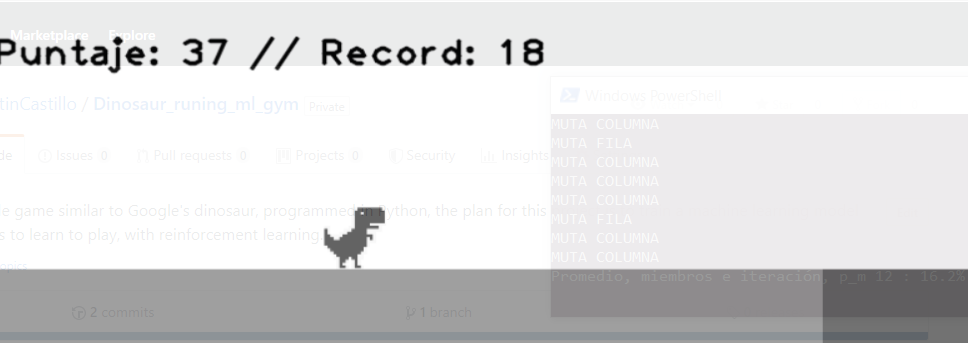 Marketplace Explore
Puntaje: 37 // Record: 18
tinCastillo / Dinosaur_runing_ml_gym Private
Windows PowerShell
de Issues 0 Pull requests 0 Projects 0 Security Insights
MUTA COLUMNA
MUTA FILA
MUTA COLUMNA
MUTA COLUMNA
MUTA COLUMNA
MUTA FILA
MUTA COLUMNA
MUTA COLUMNA
Promedio, miembros e iteración, p_m 12 : 16.2%
e game similar to Google's dinosaur, programmed in Python, the plan for this
s to learn to play, with reinforcement learning.
2 commits 1 branch